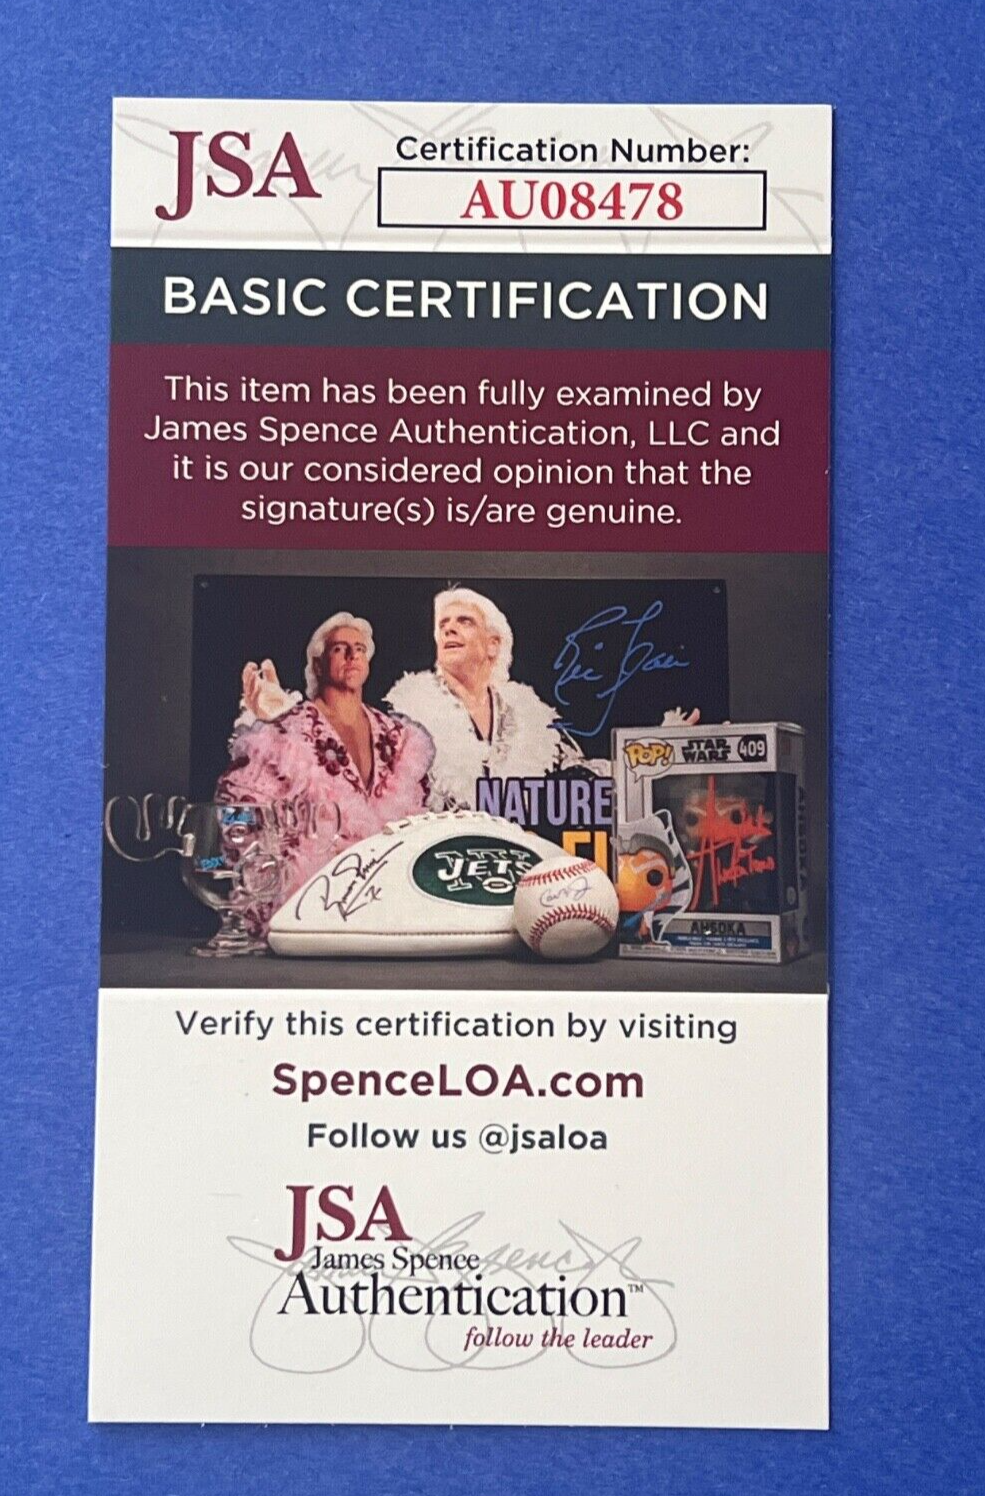 JSA
Certification Number:
AU08478
BASIC CERTIFICATION
This item has been fully examined by
James Spence Authentication, LLC and
it is our considered opinion that the
signature(s) is/are genuine.
Ric Flair
NATURE
POP!
STAR
WARS
409
JETS
AHSOKA
Verify this certification by visiting
SpenceLOA.com
Follow us @jsaloa
JSA
James Spence
Authentication™
follow the leader